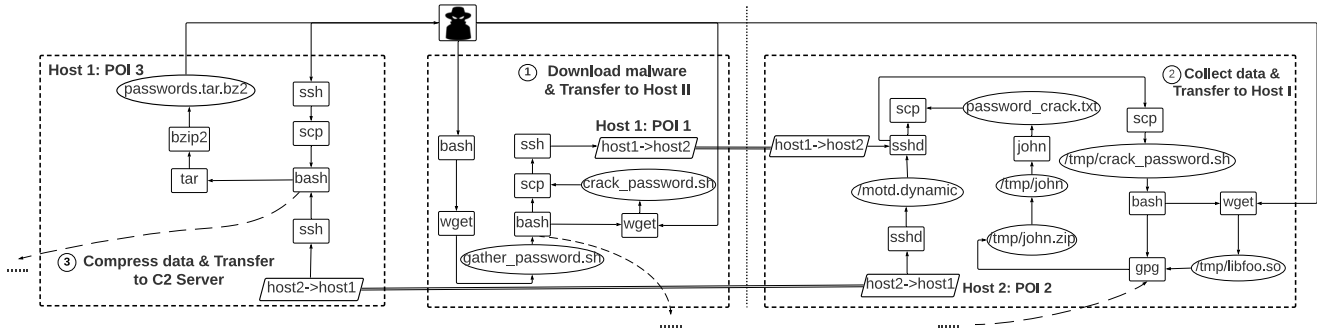 Host 1: POI 3
passwords.tar.bz2
bzip2
tar
ssh
scp
bash
ssh
3 Compress data & Transfer
to C2 Server
host2->host1
......
1 Download malware
& Transfer to Host II
Host 1: POI 1
bash
wget
ssh
host1->host2
scp
crack_password.sh
bash
wget
gather_password.sh
......
2 Collect data &
Transfer to Host I
host1->host2
scp
password_crack.txt
scp
sshd
john
/tmp/crack_password.sh
/motd.dynamic
/tmp/john
bash
wget
sshd
/tmp/john.zip
gpg
/tmp/libfoo.so
host2->host1
Host 2: POI 2
......